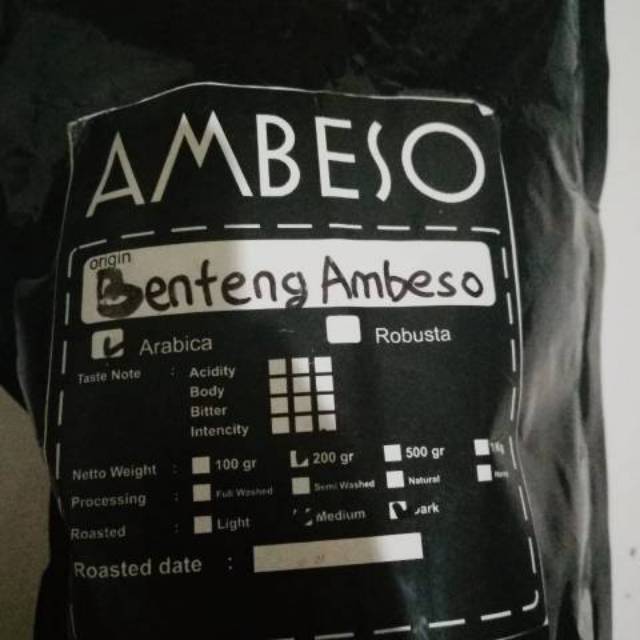 AMBESO
origin
Benteng Ambeso
Arabica Robusta
Taste Note : Acidity
Body
Bitter
Intencity
Netto Weight : 100 gr 200 gr 500 gr
Processing : Full Washed Semi Washed Natural
Roasted : Light Medium Dark
Roasted date :